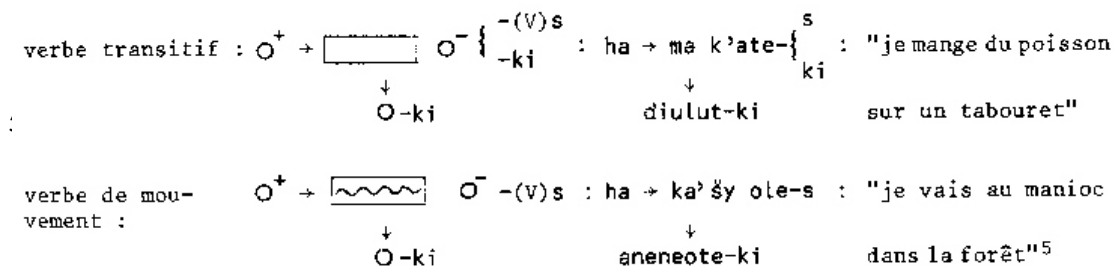 -(V)s s
verbe transitif : O⁺ → O⁻ { : ha → ma k'ate-{ : "je mange du poisson
-ki ki
↓ ↓
O-ki diulut-ki sur un tabouret"
:
verbe de mou- O⁺ → O⁻ -(V)s : ha → ka' šy ote-s : "je vais au manioc
vement :
↓ ↓
O-ki aneneote-ki dans la forêt"⁵